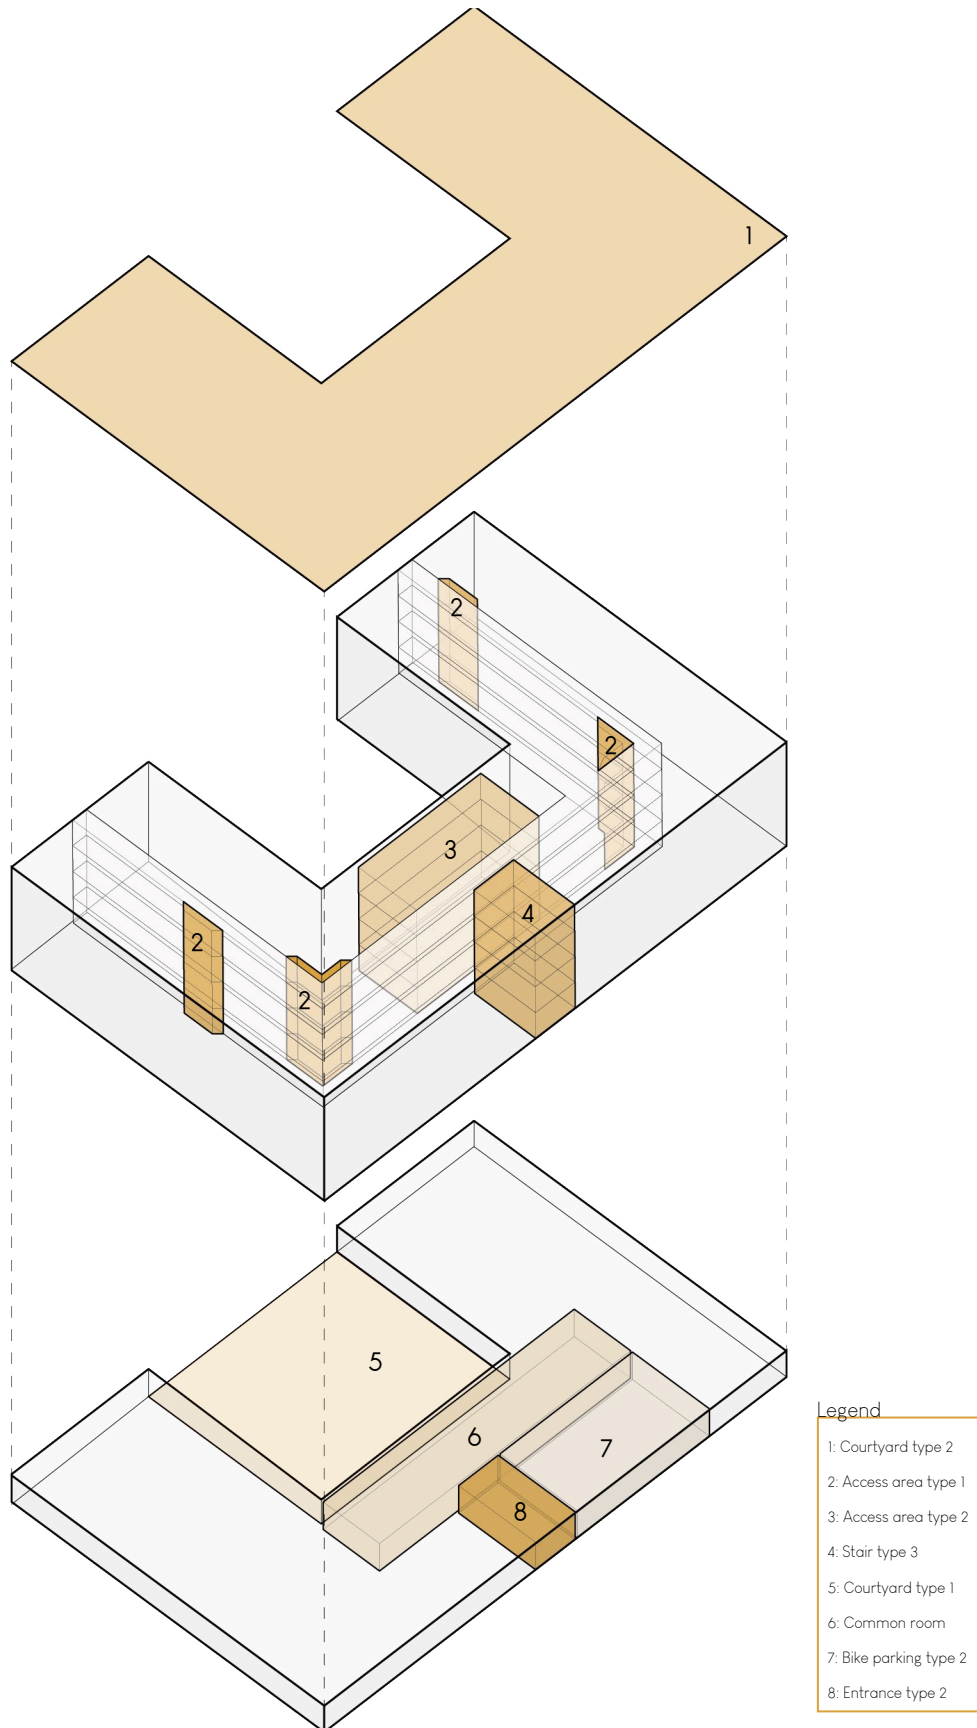 1
2
2
3
4
2
2
5
6
7
8
Legend
1: Courtyard type 2
2: Access area type 1
3: Access area type 2
4: Stair type 3
5: Courtyard type 1
6: Common room
7: Bike parking type 2
8: Entrance type 2